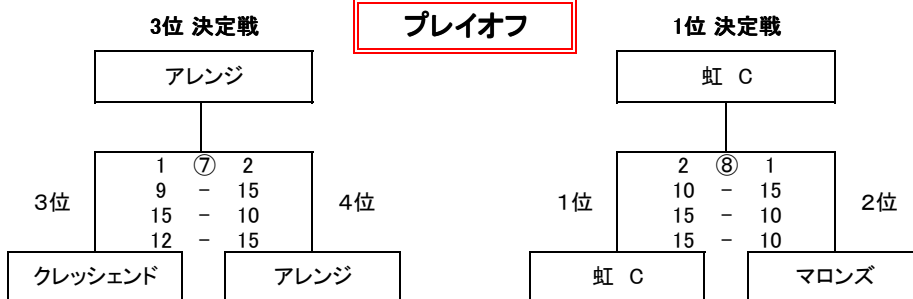 プレイオフ
3位 決定戦
アレンジ
1 ⑦ 2
9 - 15
15 - 10
12 - 15
3位
4位
クレッシェンド
アレンジ
1位 決定戦
虹 C
2 ⑧ 1
10 - 15
15 - 10
15 - 10
1位
2位
虹 C
マロンズ